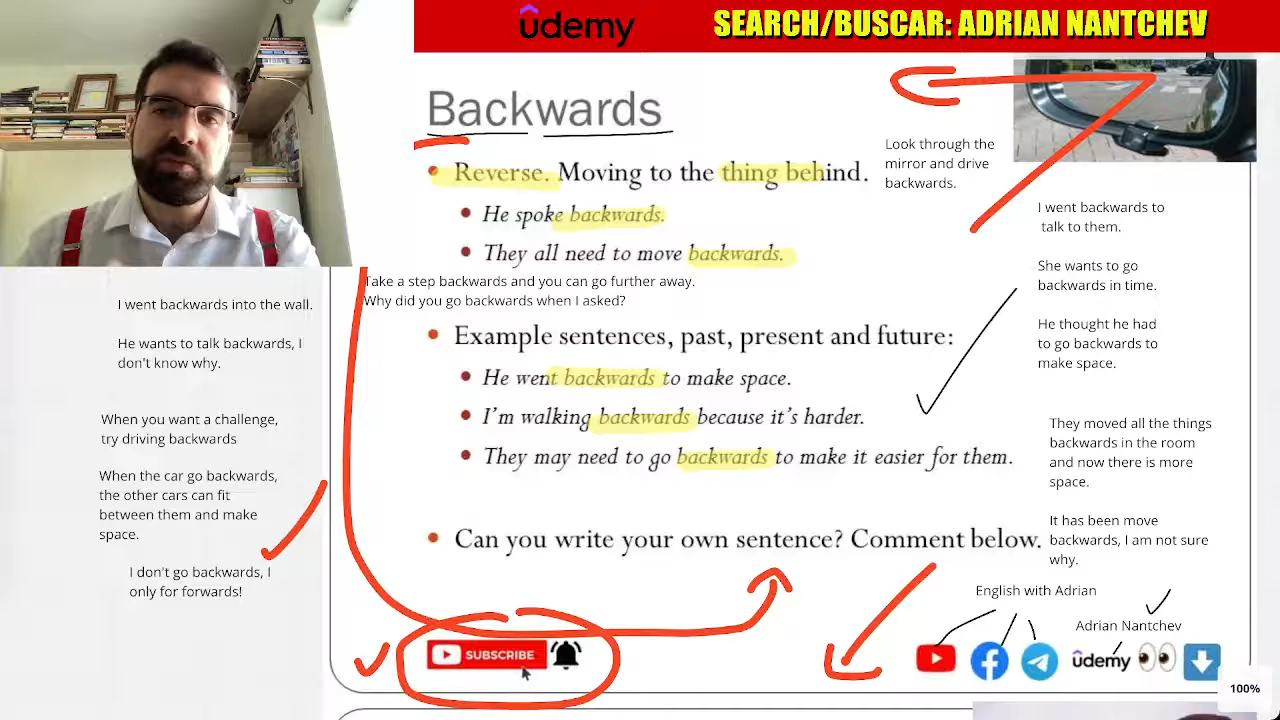 udemy
SEARCH/BUSCAR: ADRIAN NANTCHEV
Backwards
Reverse. Moving to the thing behind.
He spoke backwards.
They all need to move backwards.
Take a step backwards and you can go further away.
Why did you go backwards when I asked?
Example sentences, past, present and future:
He went backwards to make space.
I'm walking backwards because it's harder.
They may need to go backwards to make it easier for them.
Can you write your own sentence? Comment below.
SUBSCRIBE
I went backwards into the wall.
He wants to talk backwards, I
don't know why.
When you want a challenge,
try driving backwards
When the car go backwards,
the other cars can fit
between them and make
space.
I don't go backwards, I
only for forwards!
Look through the
mirror and drive
backwards.
I went backwards to
talk to them.
She wants to go
backwards in time.
He thought he had
to go backwards to
make space.
They moved all the things
backwards in the room
and now there is more
space.
It has been move
backwards, I am not sure
why.
English with Adrian
Adrian Nantchev
udemy
100%